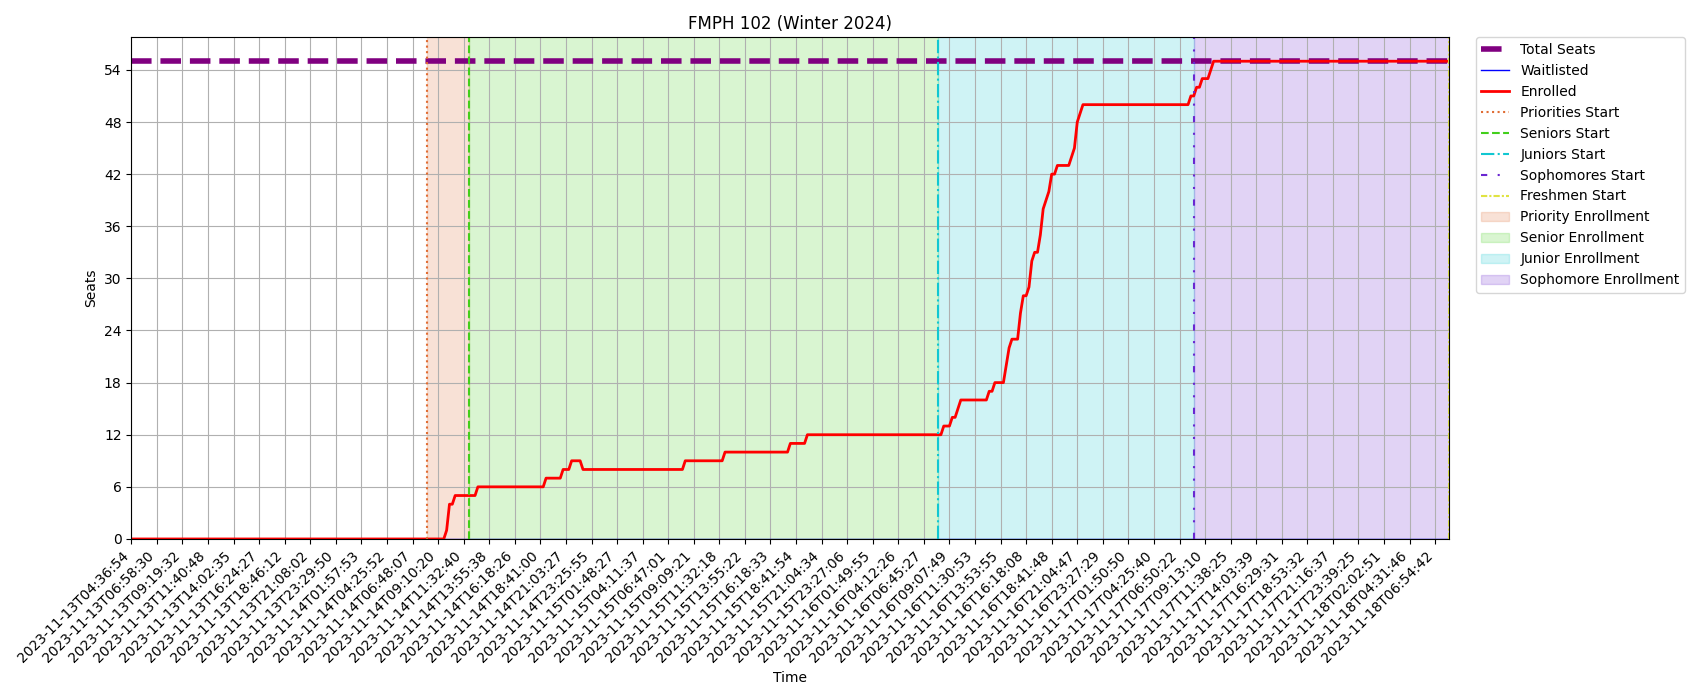 FMPH 102 (Winter 2024)
Seats
54
48
42
36
30
24
18
12
6
0
2023-11-13T04:36:54
2023-11-13T06:58:30
2023-11-13T09:19:32
2023-11-13T11:40:48
2023-11-13T14:02:35
2023-11-13T16:24:27
2023-11-13T18:46:12
2023-11-13T21:08:02
2023-11-13T23:29:50
2023-11-14T01:57:53
2023-11-14T04:25:52
2023-11-14T06:48:07
2023-11-14T09:10:20
2023-11-14T11:32:40
2023-11-14T13:55:38
2023-11-14T16:18:26
2023-11-14T18:41:00
2023-11-14T21:03:27
2023-11-14T23:25:55
2023-11-15T01:48:27
2023-11-15T04:11:37
2023-11-15T06:47:01
2023-11-15T09:09:21
2023-11-15T11:32:18
2023-11-15T13:55:22
2023-11-15T16:18:33
2023-11-15T18:41:54
2023-11-15T21:04:34
2023-11-15T23:27:06
2023-11-16T01:49:55
2023-11-16T04:12:26
2023-11-16T06:45:27
2023-11-16T09:07:49
2023-11-16T11:30:53
2023-11-16T13:53:55
2023-11-16T16:18:08
2023-11-16T18:41:48
2023-11-16T21:04:47
2023-11-16T23:27:29
2023-11-17T01:50:50
2023-11-17T04:25:40
2023-11-17T06:50:22
2023-11-17T09:13:10
2023-11-17T11:38:25
2023-11-17T14:03:39
2023-11-17T16:29:31
2023-11-17T18:53:32
2023-11-17T21:16:37
2023-11-17T23:39:25
2023-11-18T02:02:51
2023-11-18T04:31:46
2023-11-18T06:54:42
Time
Total Seats
Waitlisted
Enrolled
Priorities Start
Seniors Start
Juniors Start
Sophomores Start
Freshmen Start
Priority Enrollment
Senior Enrollment
Junior Enrollment
Sophomore Enrollment